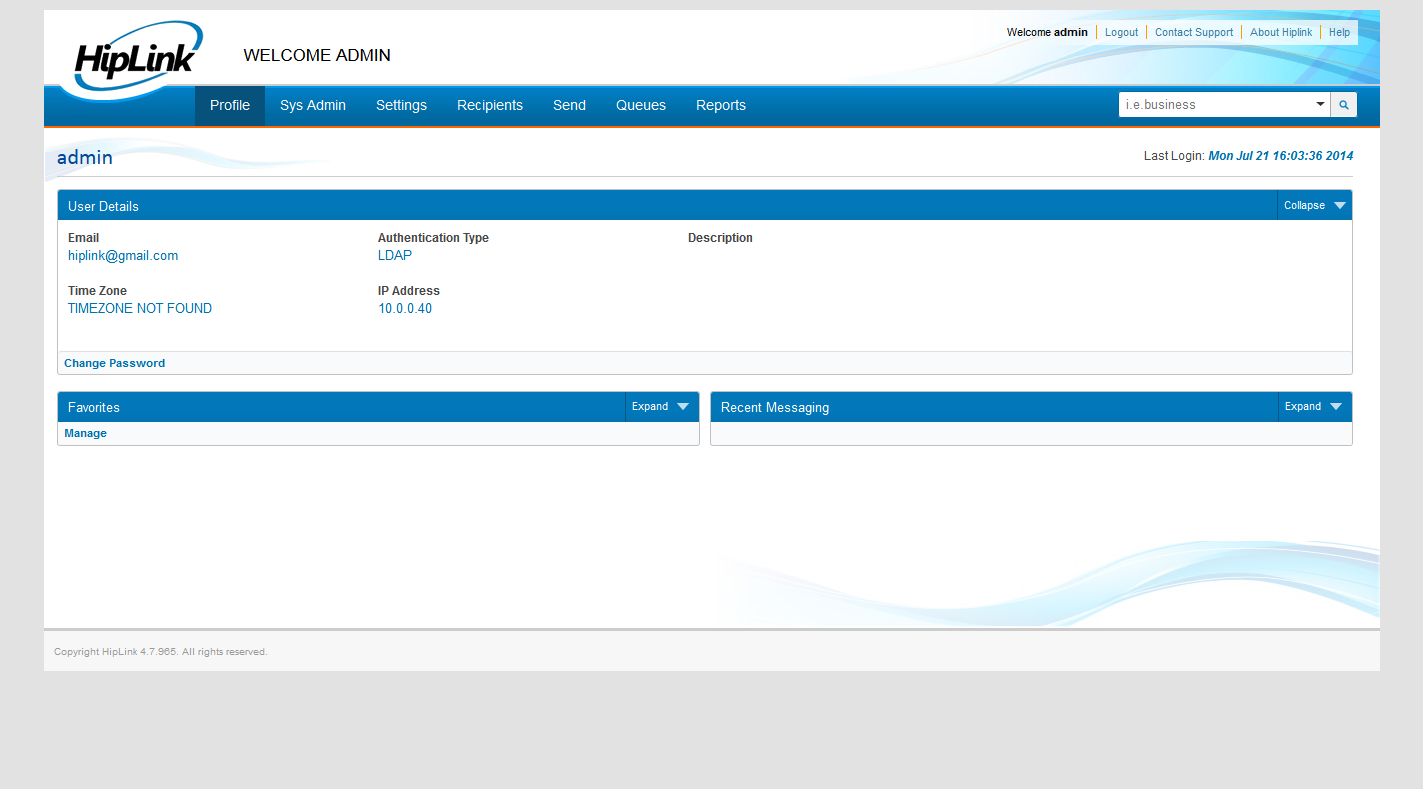 HipLink
WELCOME ADMIN
Welcome admin Logout Contact Support About Hiplink Help
Profile Sys Admin Settings Recipients Send Queues Reports i.e.business
admin Last Login: Mon Jul 21 16:03:36 2014
User Details Collapse
Email Authentication Type Description
hiplink@gmail.com LDAP
Time Zone IP Address
TIMEZONE NOT FOUND 10.0.0.40
Change Password
Favorites Expand Recent Messaging Expand
Manage
Copyright HipLink 4.7.965. All rights reserved.